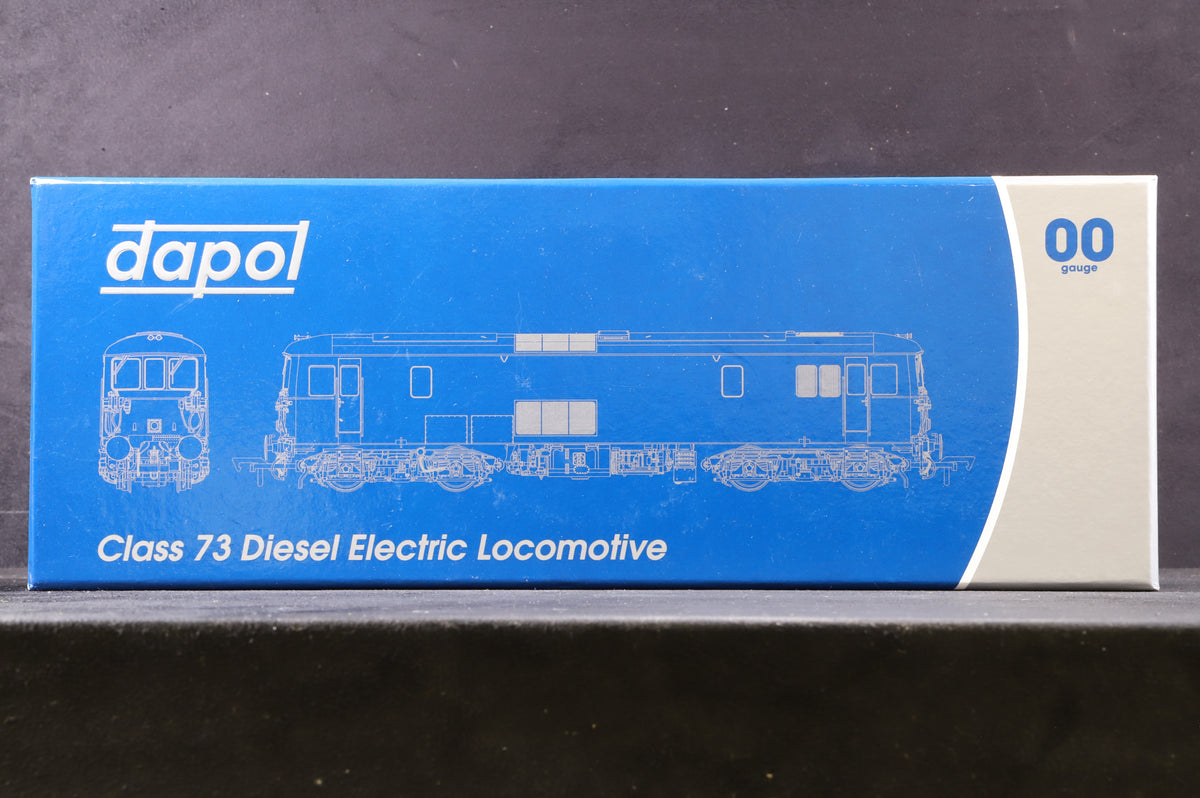 dapol
00
gauge
Class 73 Diesel Electric Locomotive